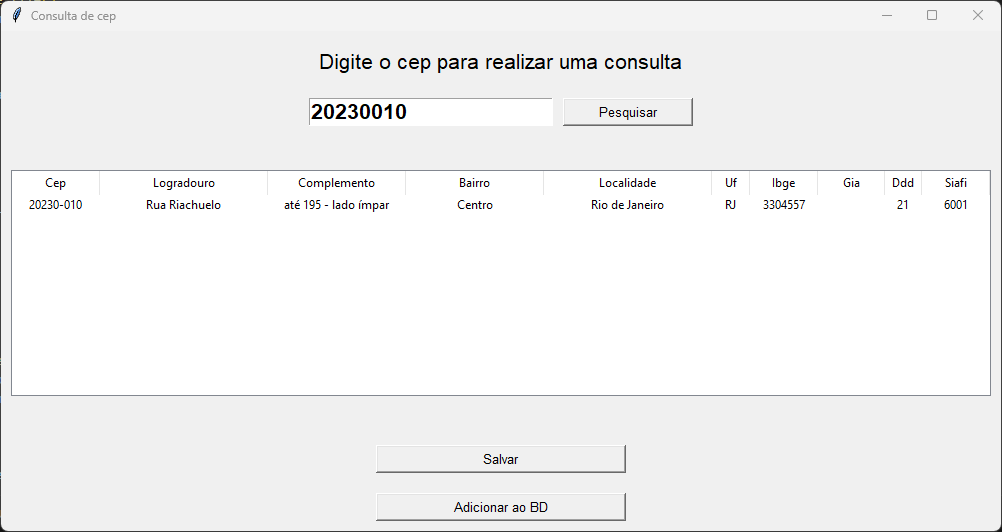 Consulta de cep
Digite o cep para realizar uma consulta
20230010 Pesquisar
Cep Logradouro Complemento Bairro Localidade Uf Ibge Gia Ddd Siafi
20230-010 Rua Riachuelo até 195 - lado ímpar Centro Rio de Janeiro RJ 3304557 21 6001
Salvar
Adicionar ao BD